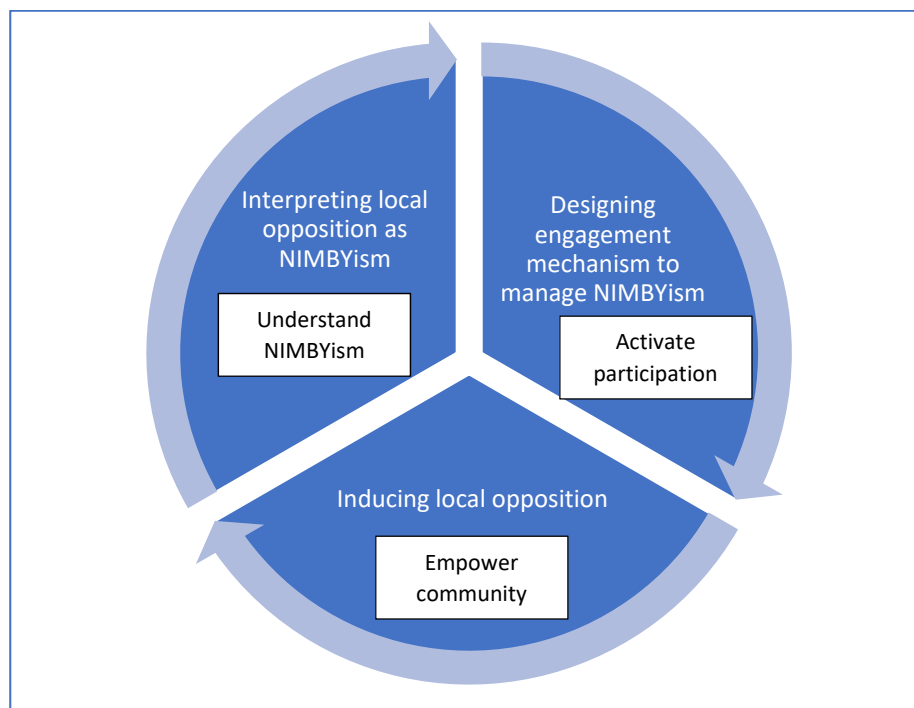 Interpreting local
opposition as
NIMBYism
Understand
NIMBYism
Designing
engagement
mechanism to
manage NIMBYism
Activate
participation
Inducing local opposition
Empower
community